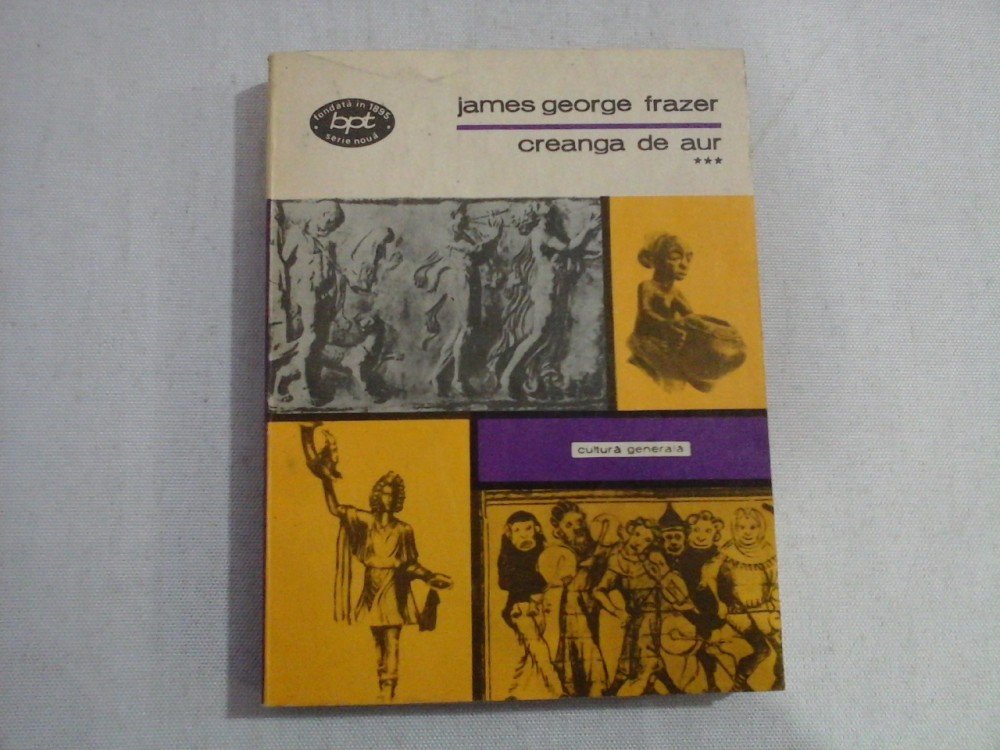 fondată în 1895
bpt
serie nouă
james george frazer
creanga de aur
***
cultură generală